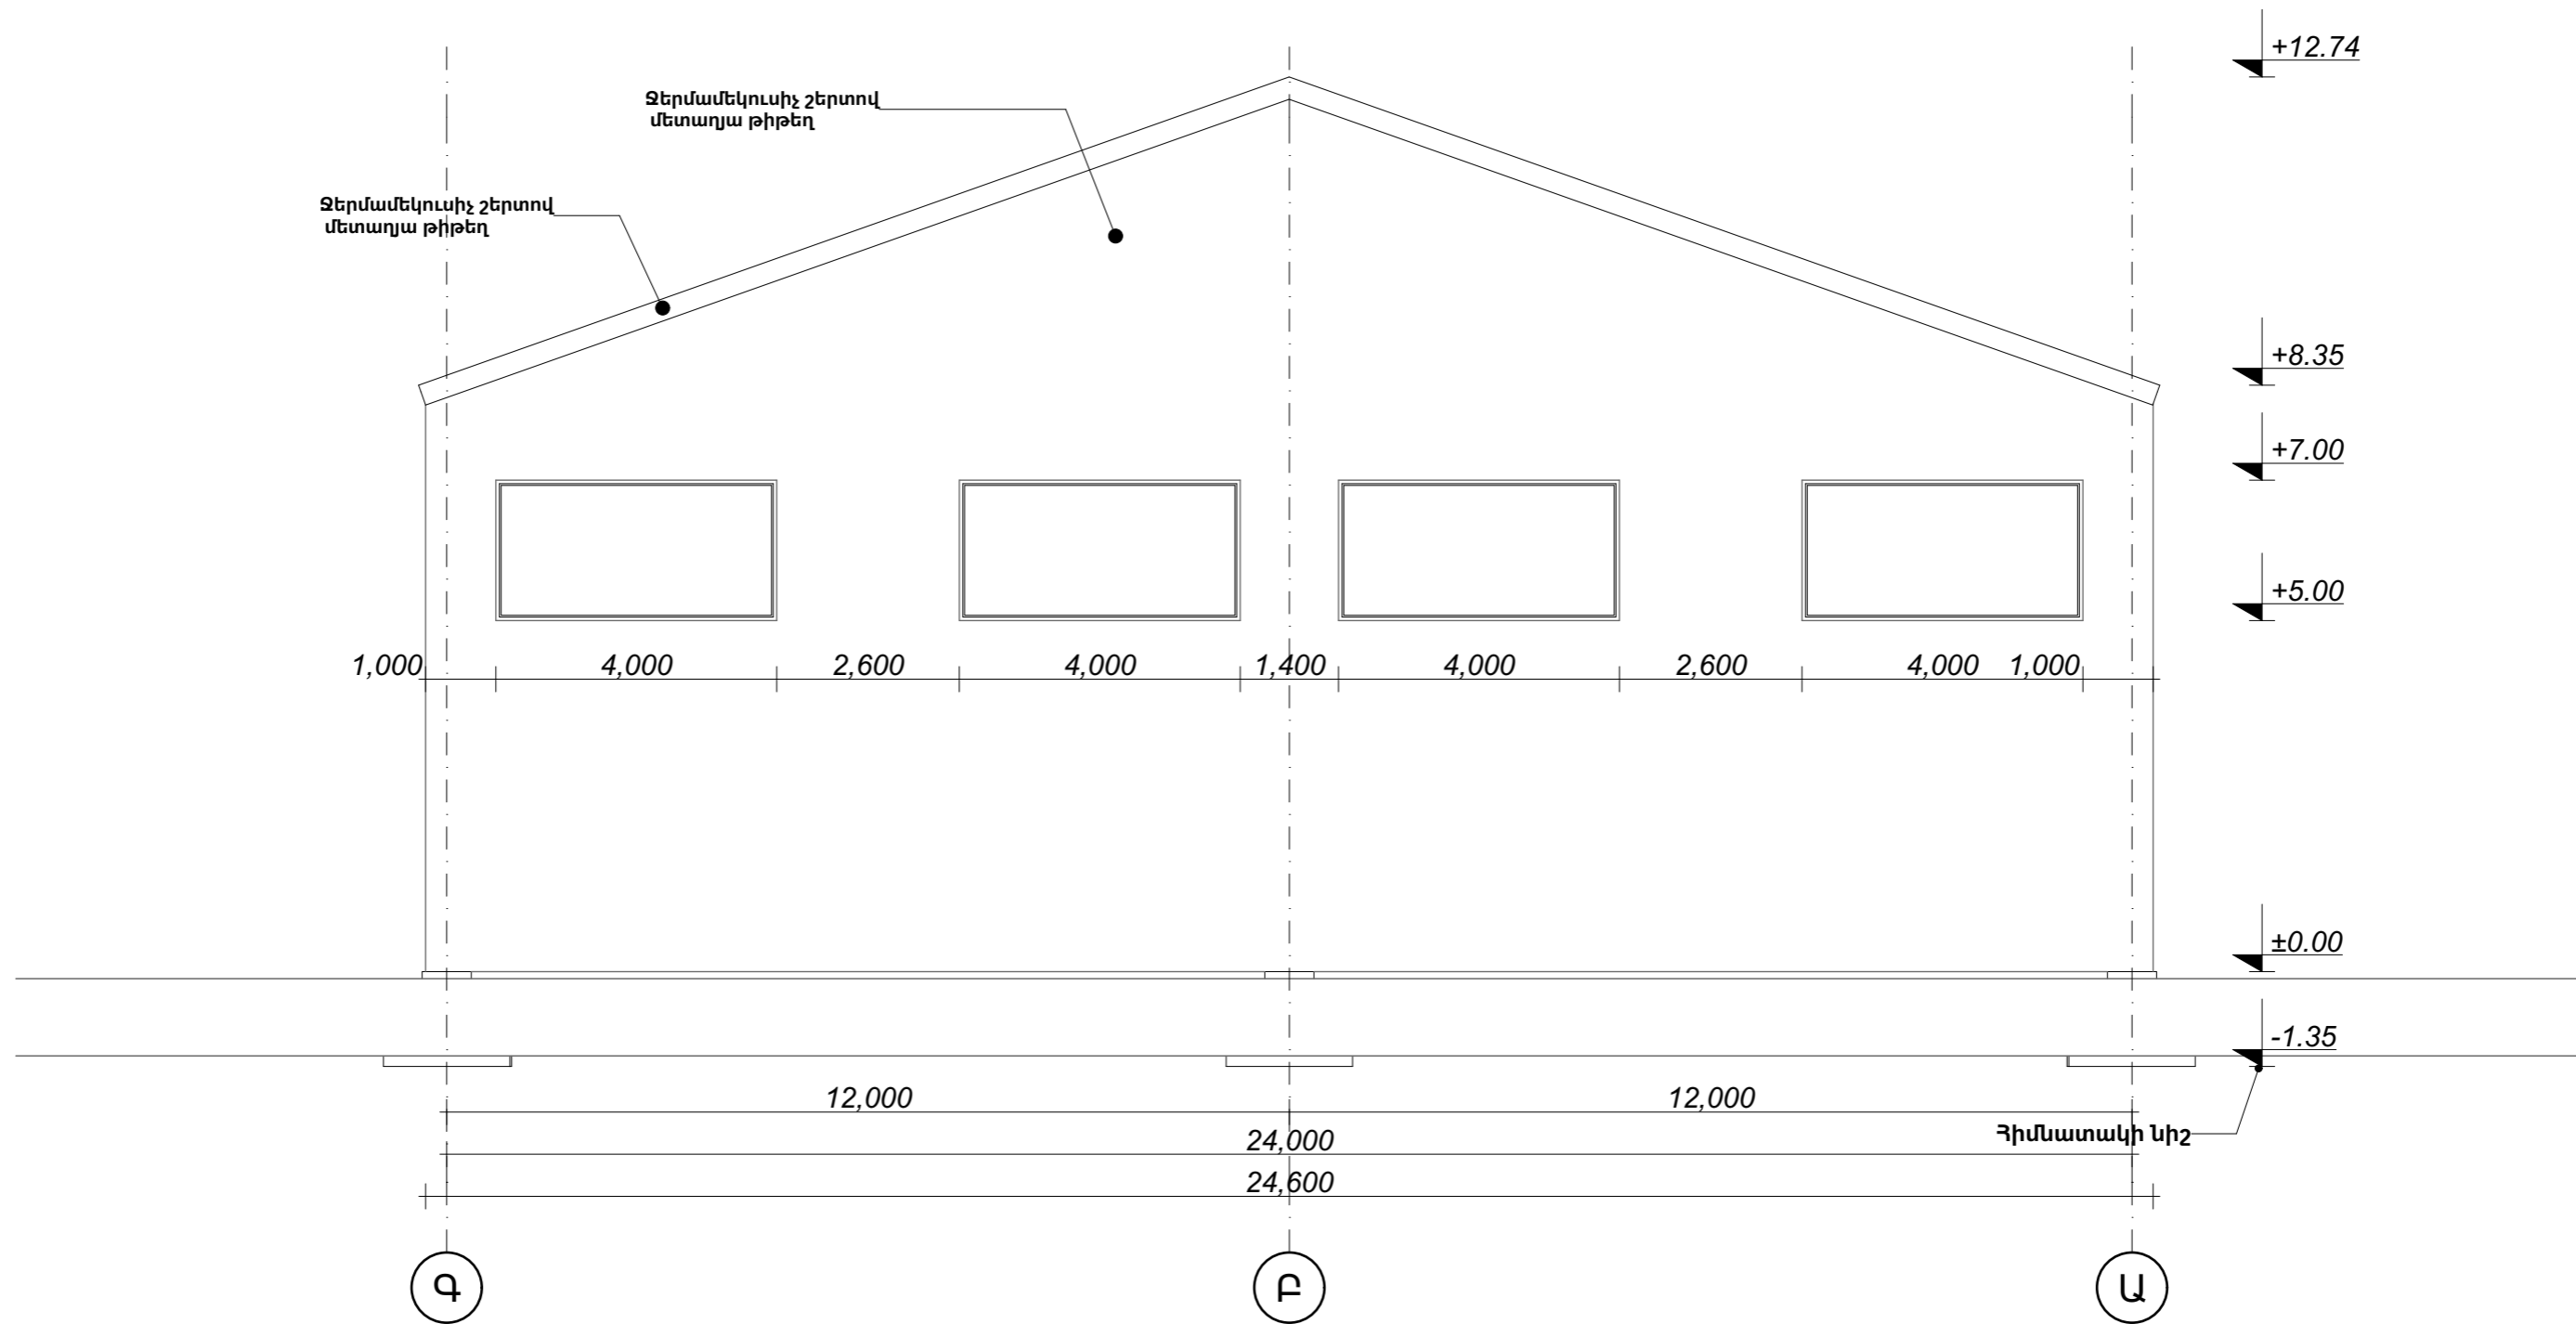 +12.74
Ջերմամեկուսիչ շերտով
մետաղյա թիթեղ
Ջերմամեկուսիչ շերտով
մետաղյա թիթեղ
+8.35
+7.00
+5.00
1,000 4,000 2,600 4,000 1,400 4,000 2,600 4,000 1,000
±0.00
-1.35
12,000 12,000
Հիմնատակի նիշ
24,000
24,600
Գ Բ Ա